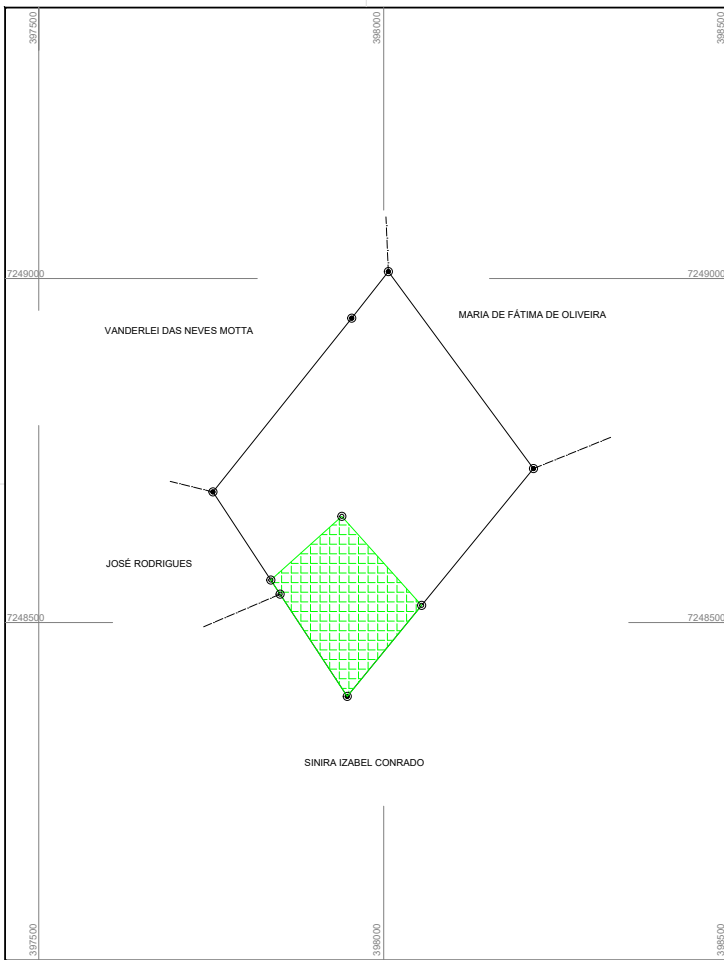 397500
398000
398500
7249000
7249000
MARIA DE FÁTIMA DE OLIVEIRA
VANDERLEI DAS NEVES MOTTA
JOSÉ RODRIGUES
7248500
7248500
SINIRA IZABEL CONRADO
397500
398000
398500